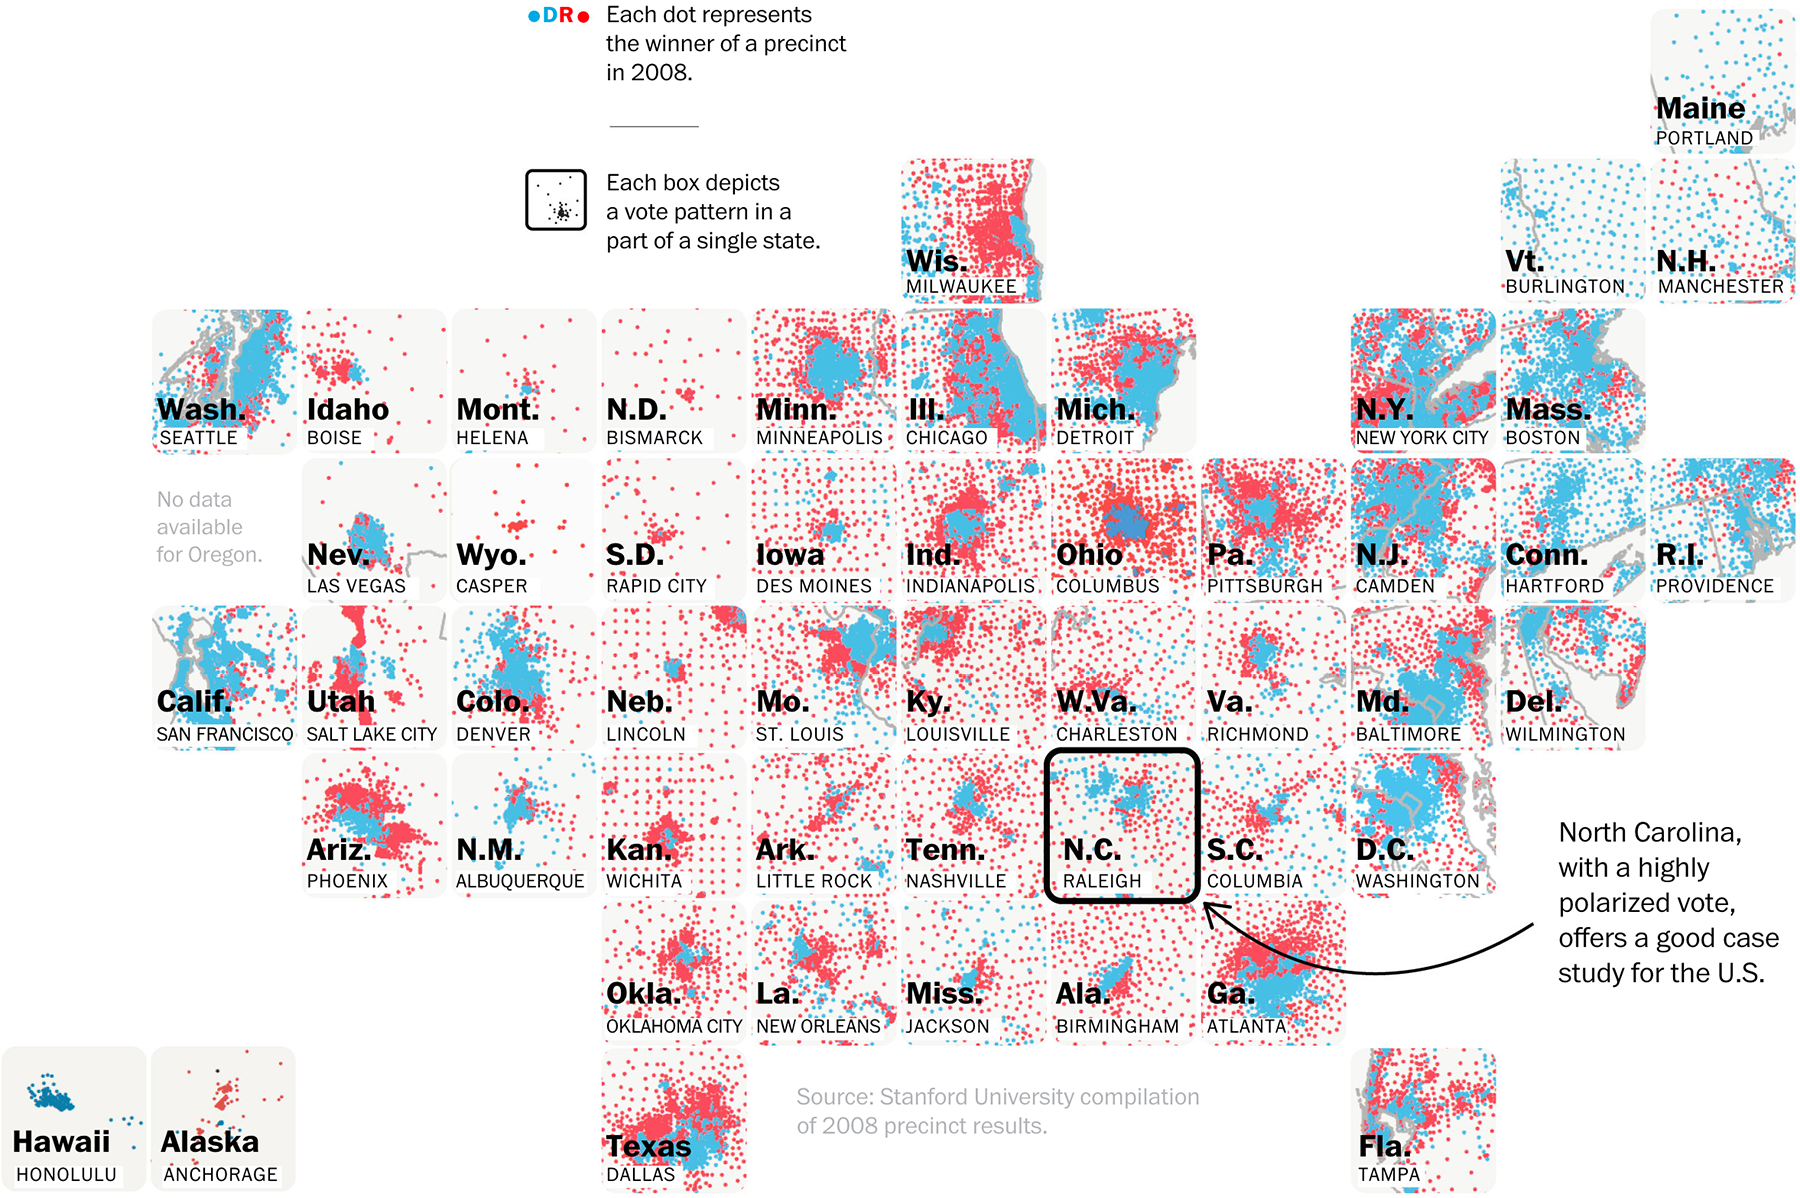 DR
Each dot represents
the winner of a precinct
in 2008.
Each box depicts
a vote pattern in a
part of a single state.
Maine
PORTLAND
Wis.
MILWAUKEE
Vt.
BURLINGTON
N.H.
MANCHESTER
Wash.
SEATTLE
Idaho
BOISE
Mont.
HELENA
N.D.
BISMARCK
Minn.
MINNEAPOLIS
Ill.
CHICAGO
Mich.
DETROIT
N.Y.
NEW YORK CITY
Mass.
BOSTON
No data
available
for Oregon.
Nev.
LAS VEGAS
Wyo.
CASPER
S.D.
RAPID CITY
Iowa
DES MOINES
Ind.
INDIANAPOLIS
Ohio
COLUMBUS
Pa.
PITTSBURGH
N.J.
CAMDEN
Conn.
HARTFORD
R.I.
PROVIDENCE
Calif.
SAN FRANCISCO
Utah
SALT LAKE CITY
Colo.
DENVER
Neb.
LINCOLN
Mo.
ST. LOUIS
Ky.
LOUISVILLE
W.Va.
CHARLESTON
Va.
RICHMOND
Md.
BALTIMORE
Del.
WILMINGTON
Ariz.
PHOENIX
N.M.
ALBUQUERQUE
Kan.
WICHITA
Ark.
LITTLE ROCK
Tenn.
NASHVILLE
N.C.
RALEIGH
S.C.
COLUMBIA
D.C.
WASHINGTON
North Carolina,
with a highly
polarized vote,
offers a good case
study for the U.S.
Okla.
OKLAHOMA CITY
La.
NEW ORLEANS
Miss.
JACKSON
Ala.
BIRMINGHAM
Ga.
ATLANTA
Hawaii
HONOLULU
Alaska
ANCHORAGE
Texas
DALLAS
Source: Stanford University compilation
of 2008 precinct results.
Fla.
TAMPA